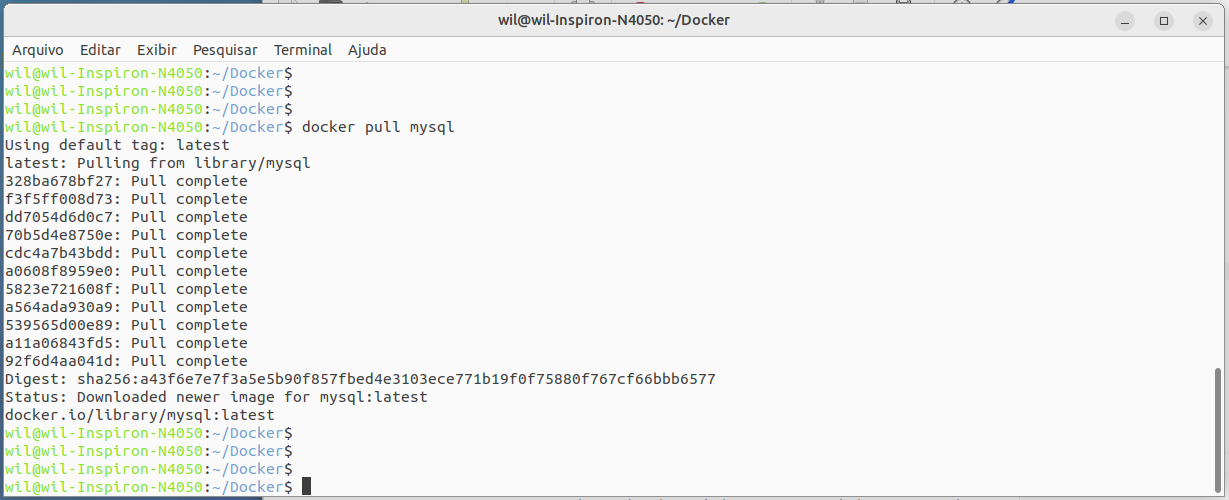 wil@wil-Inspiron-N4050: ~/Docker
Arquivo Editar Exibir Pesquisar Terminal Ajuda
wil@wil-Inspiron-N4050:~/Docker$
wil@wil-Inspiron-N4050:~/Docker$
wil@wil-Inspiron-N4050:~/Docker$
wil@wil-Inspiron-N4050:~/Docker$ docker pull mysql
Using default tag: latest
latest: Pulling from library/mysql
328ba678bf27: Pull complete
f3f5ff008d73: Pull complete
dd7054d6d0c7: Pull complete
70b5d4e8750e: Pull complete
cdc4a7b43bdd: Pull complete
a0608f8959e0: Pull complete
5823e721608f: Pull complete
a564ada930a9: Pull complete
539565d00e89: Pull complete
a11a06843fd5: Pull complete
92f6d4aa041d: Pull complete
Digest: sha256:a43f6e7e7f3a5e5b90f857fbed4e3103ece771b19f0f75880f767cf66bbb6577
Status: Downloaded newer image for mysql:latest
docker.io/library/mysql:latest
wil@wil-Inspiron-N4050:~/Docker$
wil@wil-Inspiron-N4050:~/Docker$
wil@wil-Inspiron-N4050:~/Docker$
wil@wil-Inspiron-N4050:~/Docker$